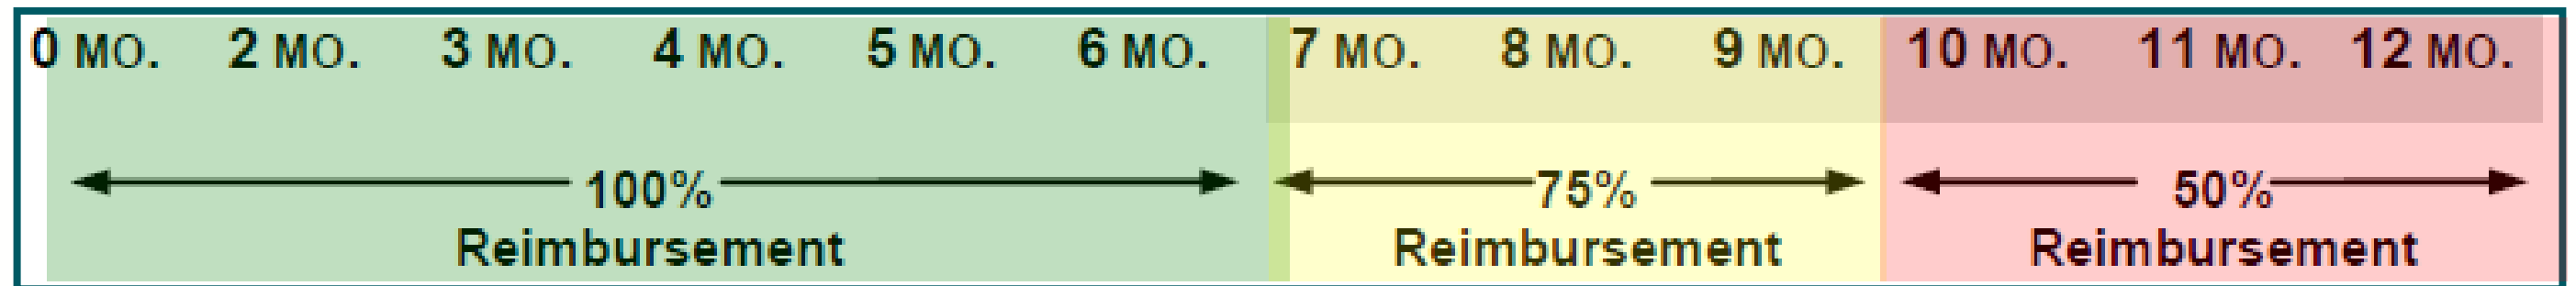 0 MO. 2 MO. 3 MO. 4 MO. 5 MO. 6 MO. 7 MO. 8 MO. 9 MO. 10 MO. 11 MO. 12 MO.
100% 75% 50%
Reimbursement Reimbursement Reimbursement